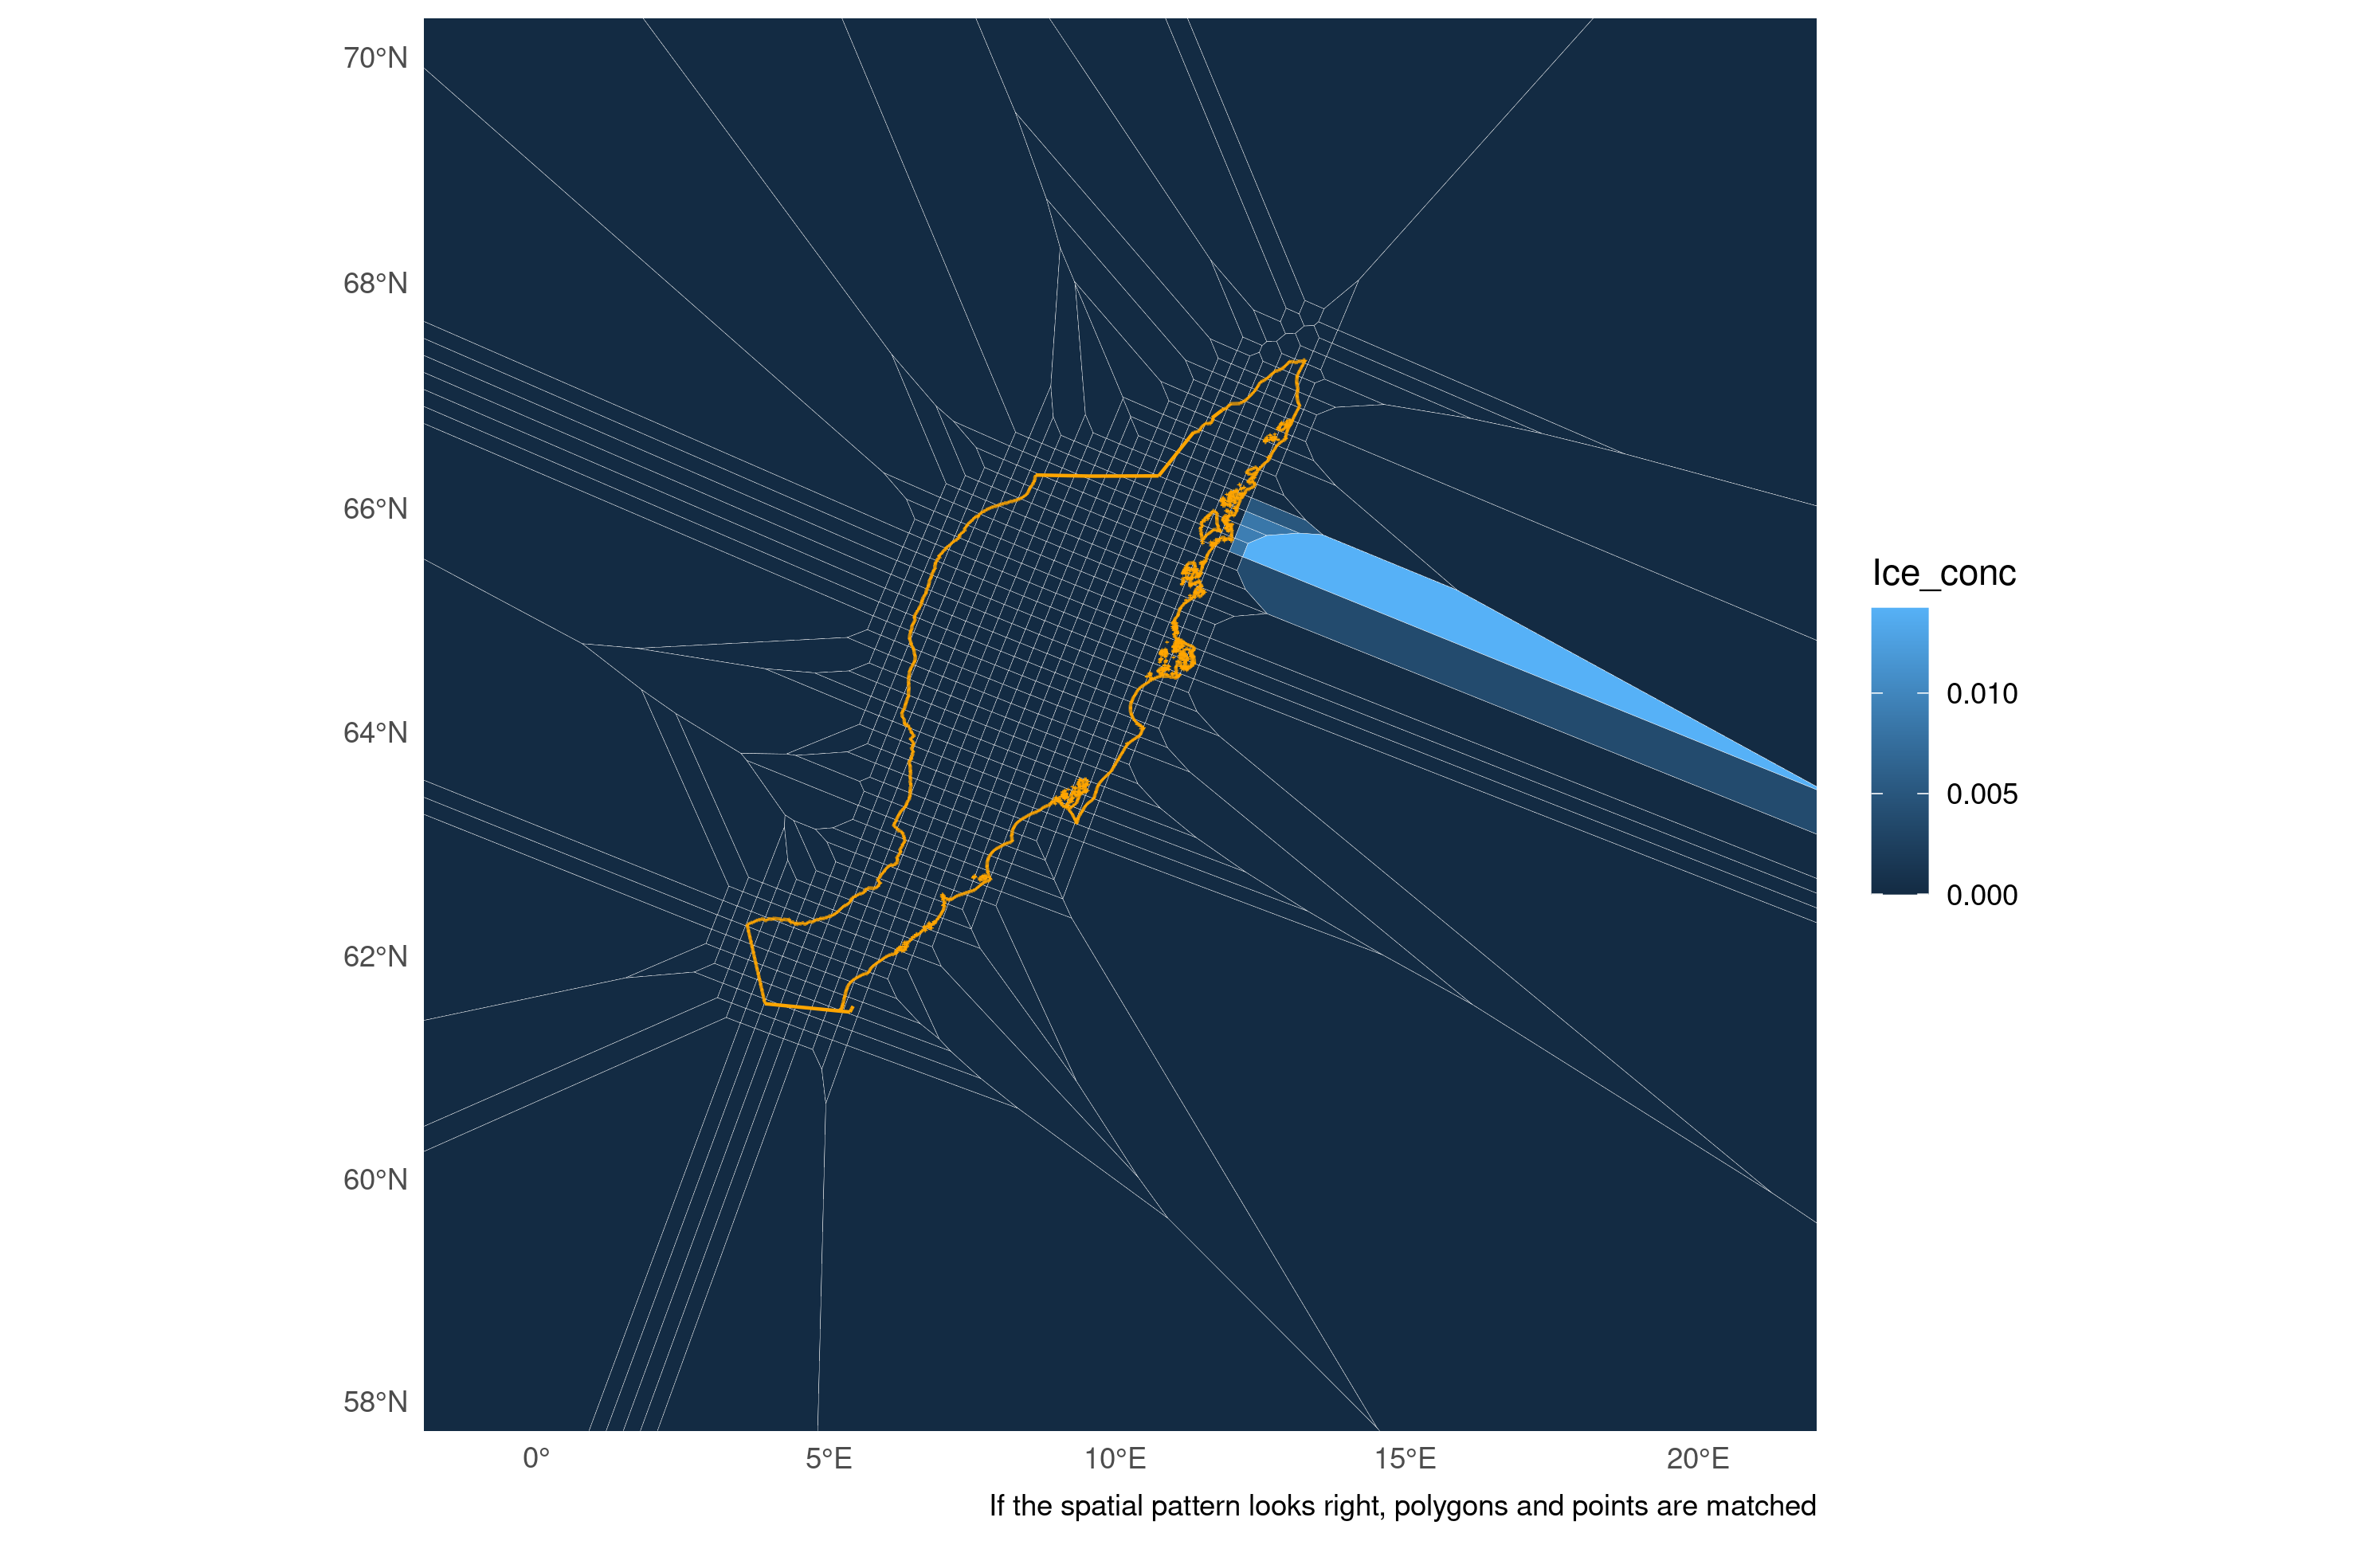 70°N
68°N
66°N
64°N
62°N
60°N
58°N
0°
5°E
10°E
15°E
20°E
If the spatial pattern looks right, polygons and points are matched
Ice_conc
0.010
0.005
0.000